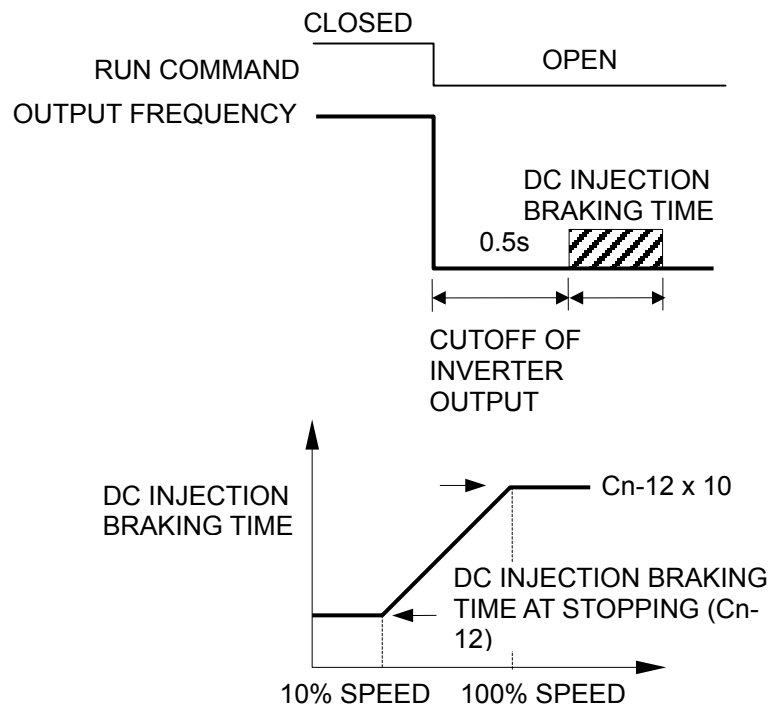 CLOSED
RUN COMMAND
OPEN
OUTPUT FREQUENCY
DC INJECTION
BRAKING TIME
0.5s
CUTOFF OF
INVERTER
OUTPUT
DC INJECTION
BRAKING TIME
Cn-12 x 10
DC INJECTION BRAKING
TIME AT STOPPING (Cn-
12)
10% SPEED
100% SPEED